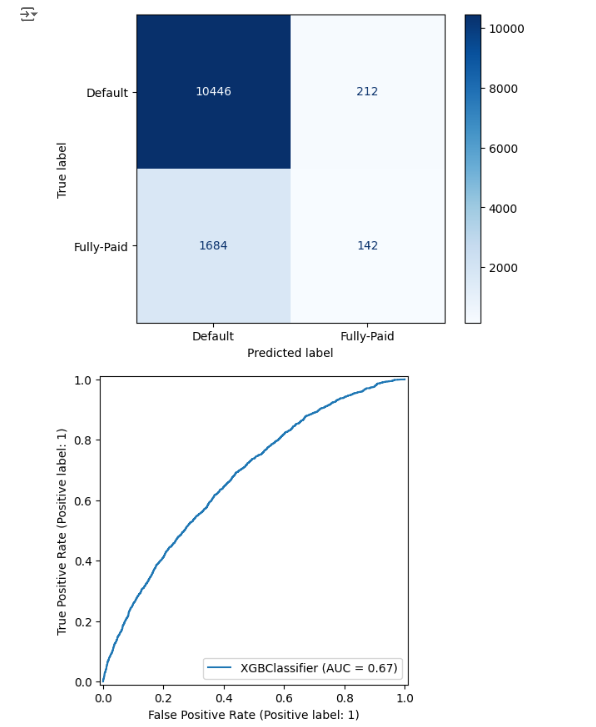 10000
Default
10446
212
8000
True label
6000
4000
Fully-Paid
1684
142
2000
Default
Fully-Paid
Predicted label
1.0
0.8
0.6
0.4
0.2
0.0
True Positive Rate (Positive label: 1)
XGBClassifier (AUC = 0.67)
0.0
0.2
0.4
0.6
0.8
1.0
False Positive Rate (Positive label: 1)